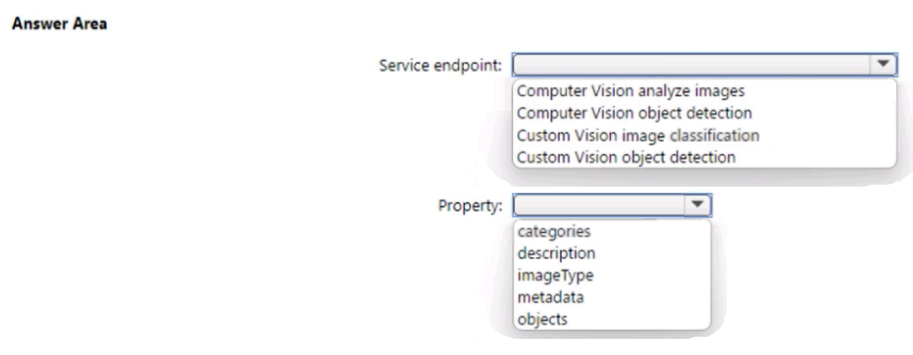 Answer Area
Service endpoint:
Computer Vision analyze images
Computer Vision object detection
Custom Vision image classification
Custom Vision object detection
Property:
categories
description
imageType
metadata
objects